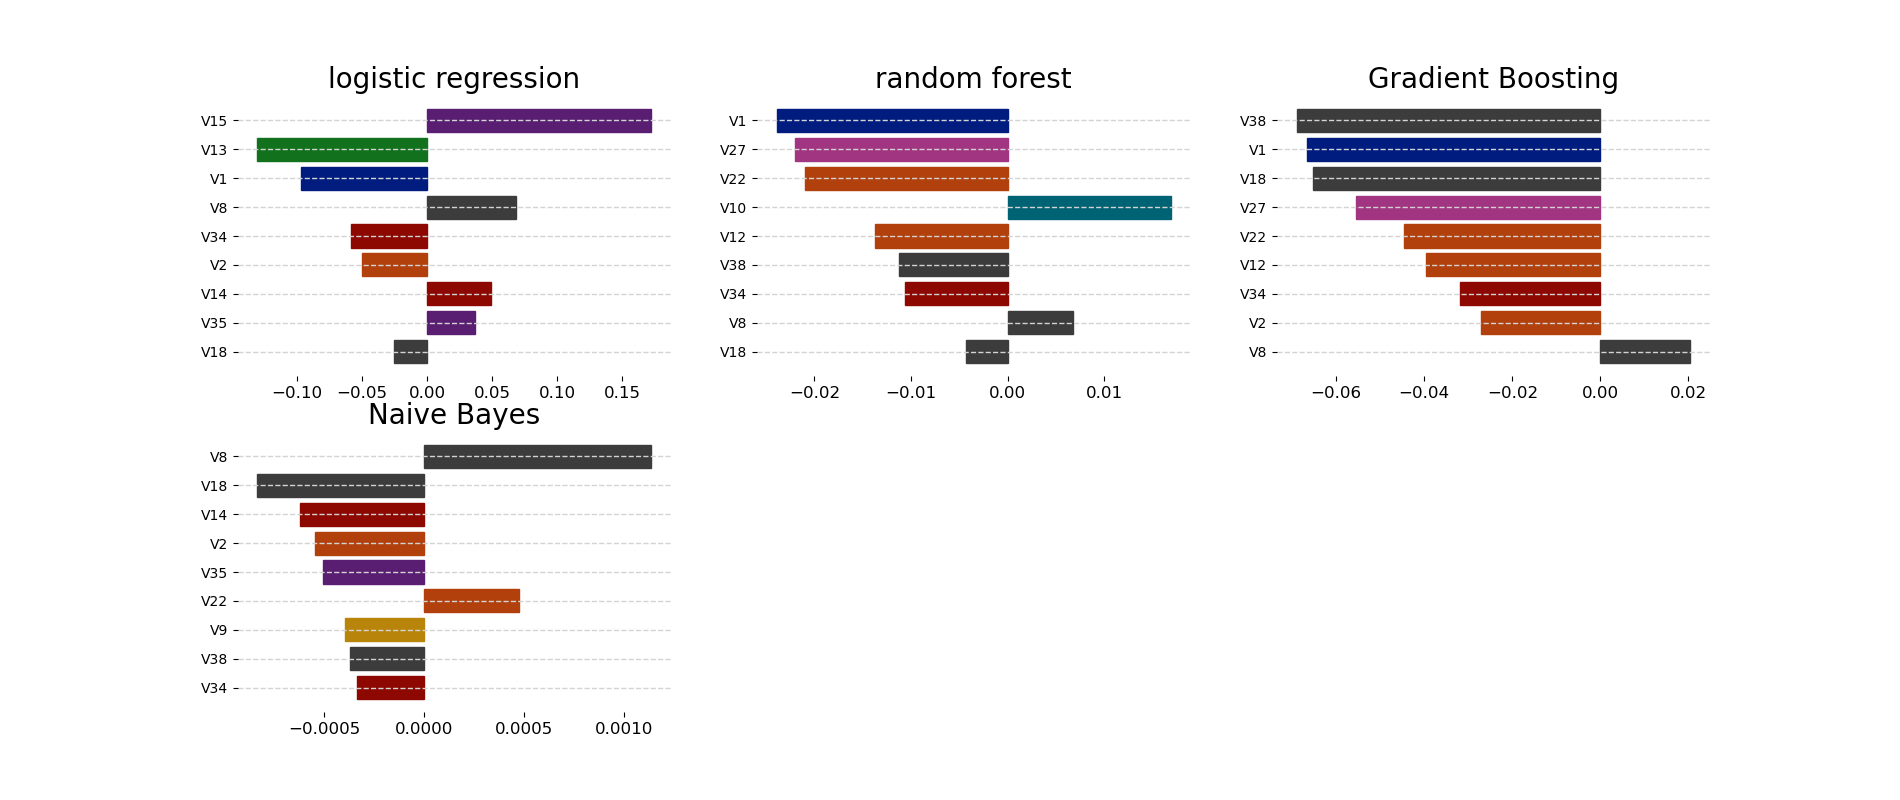 logistic regression
V15
V13
V1
V8
V34
V2
V14
V35
V18
−0.10 −0.05 0.00 0.05 0.10 0.15
random forest
V1
V27
V22
V10
V12
V38
V34
V8
V18
−0.02 −0.01 0.00 0.01
Gradient Boosting
V38
V1
V18
V27
V22
V12
V34
V2
V8
−0.06 −0.04 −0.02 0.00 0.02
Naive Bayes
V8
V18
V14
V2
V35
V22
V9
V38
V34
−0.0005 0.0000 0.0005 0.0010